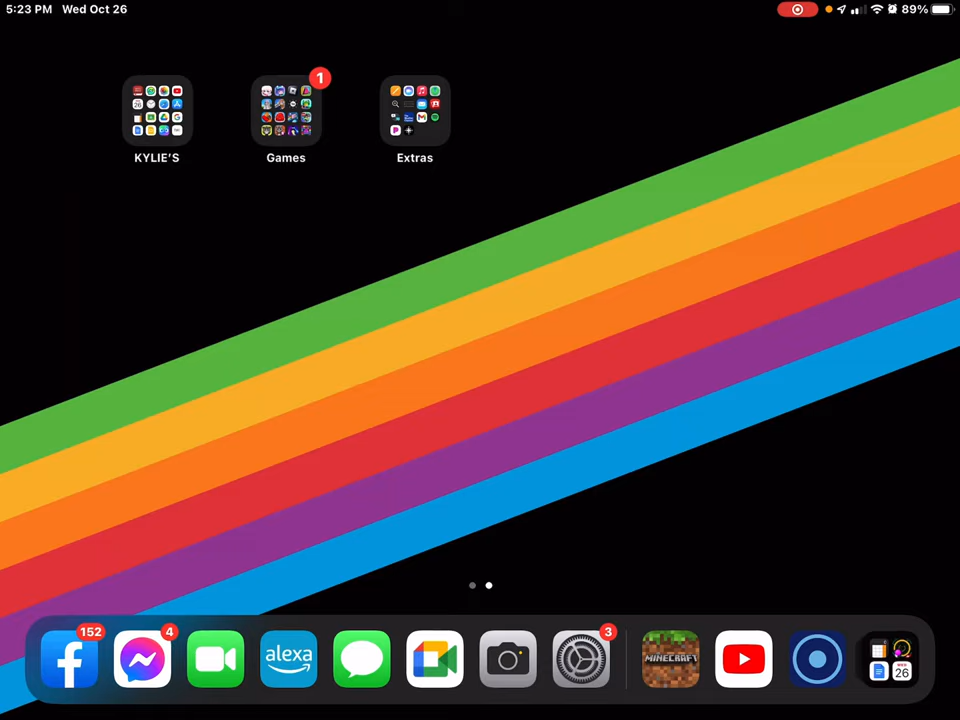 5:23 PM Wed Oct 26
89%
1
KYLIE'S
Games
Extras
152
4
alexa
3
MINECRAFT
26